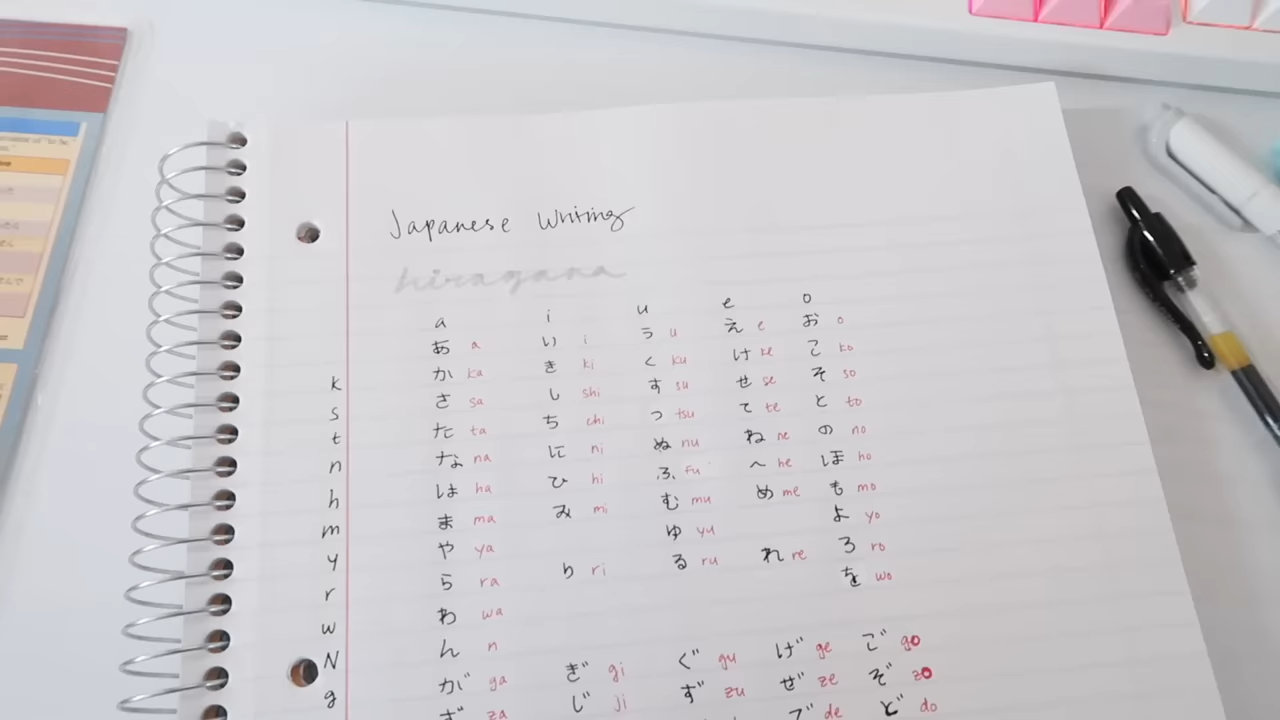 Japanese Writing
hiragana
a i u e o
あ a い i う u え e お o
k か ka き ki く ku け ke こ ko
s さ sa し shi す su せ se そ so
t た ta ち chi つ tsu て te と to
n な na に ni ぬ nu ね ne の no
h は ha ひ hi ふ fu へ he ほ ho
m ま ma み mi む mu め me も mo
y や ya ゆ yu よ yo
r ら ra り ri る ru れ re ろ ro
w わ wa を wo
N ん n
g が ga ぎ gi ぐ gu げ ge ご go
ざ za じ ji ず zu ぜ ze ぞ zo
で de ど do